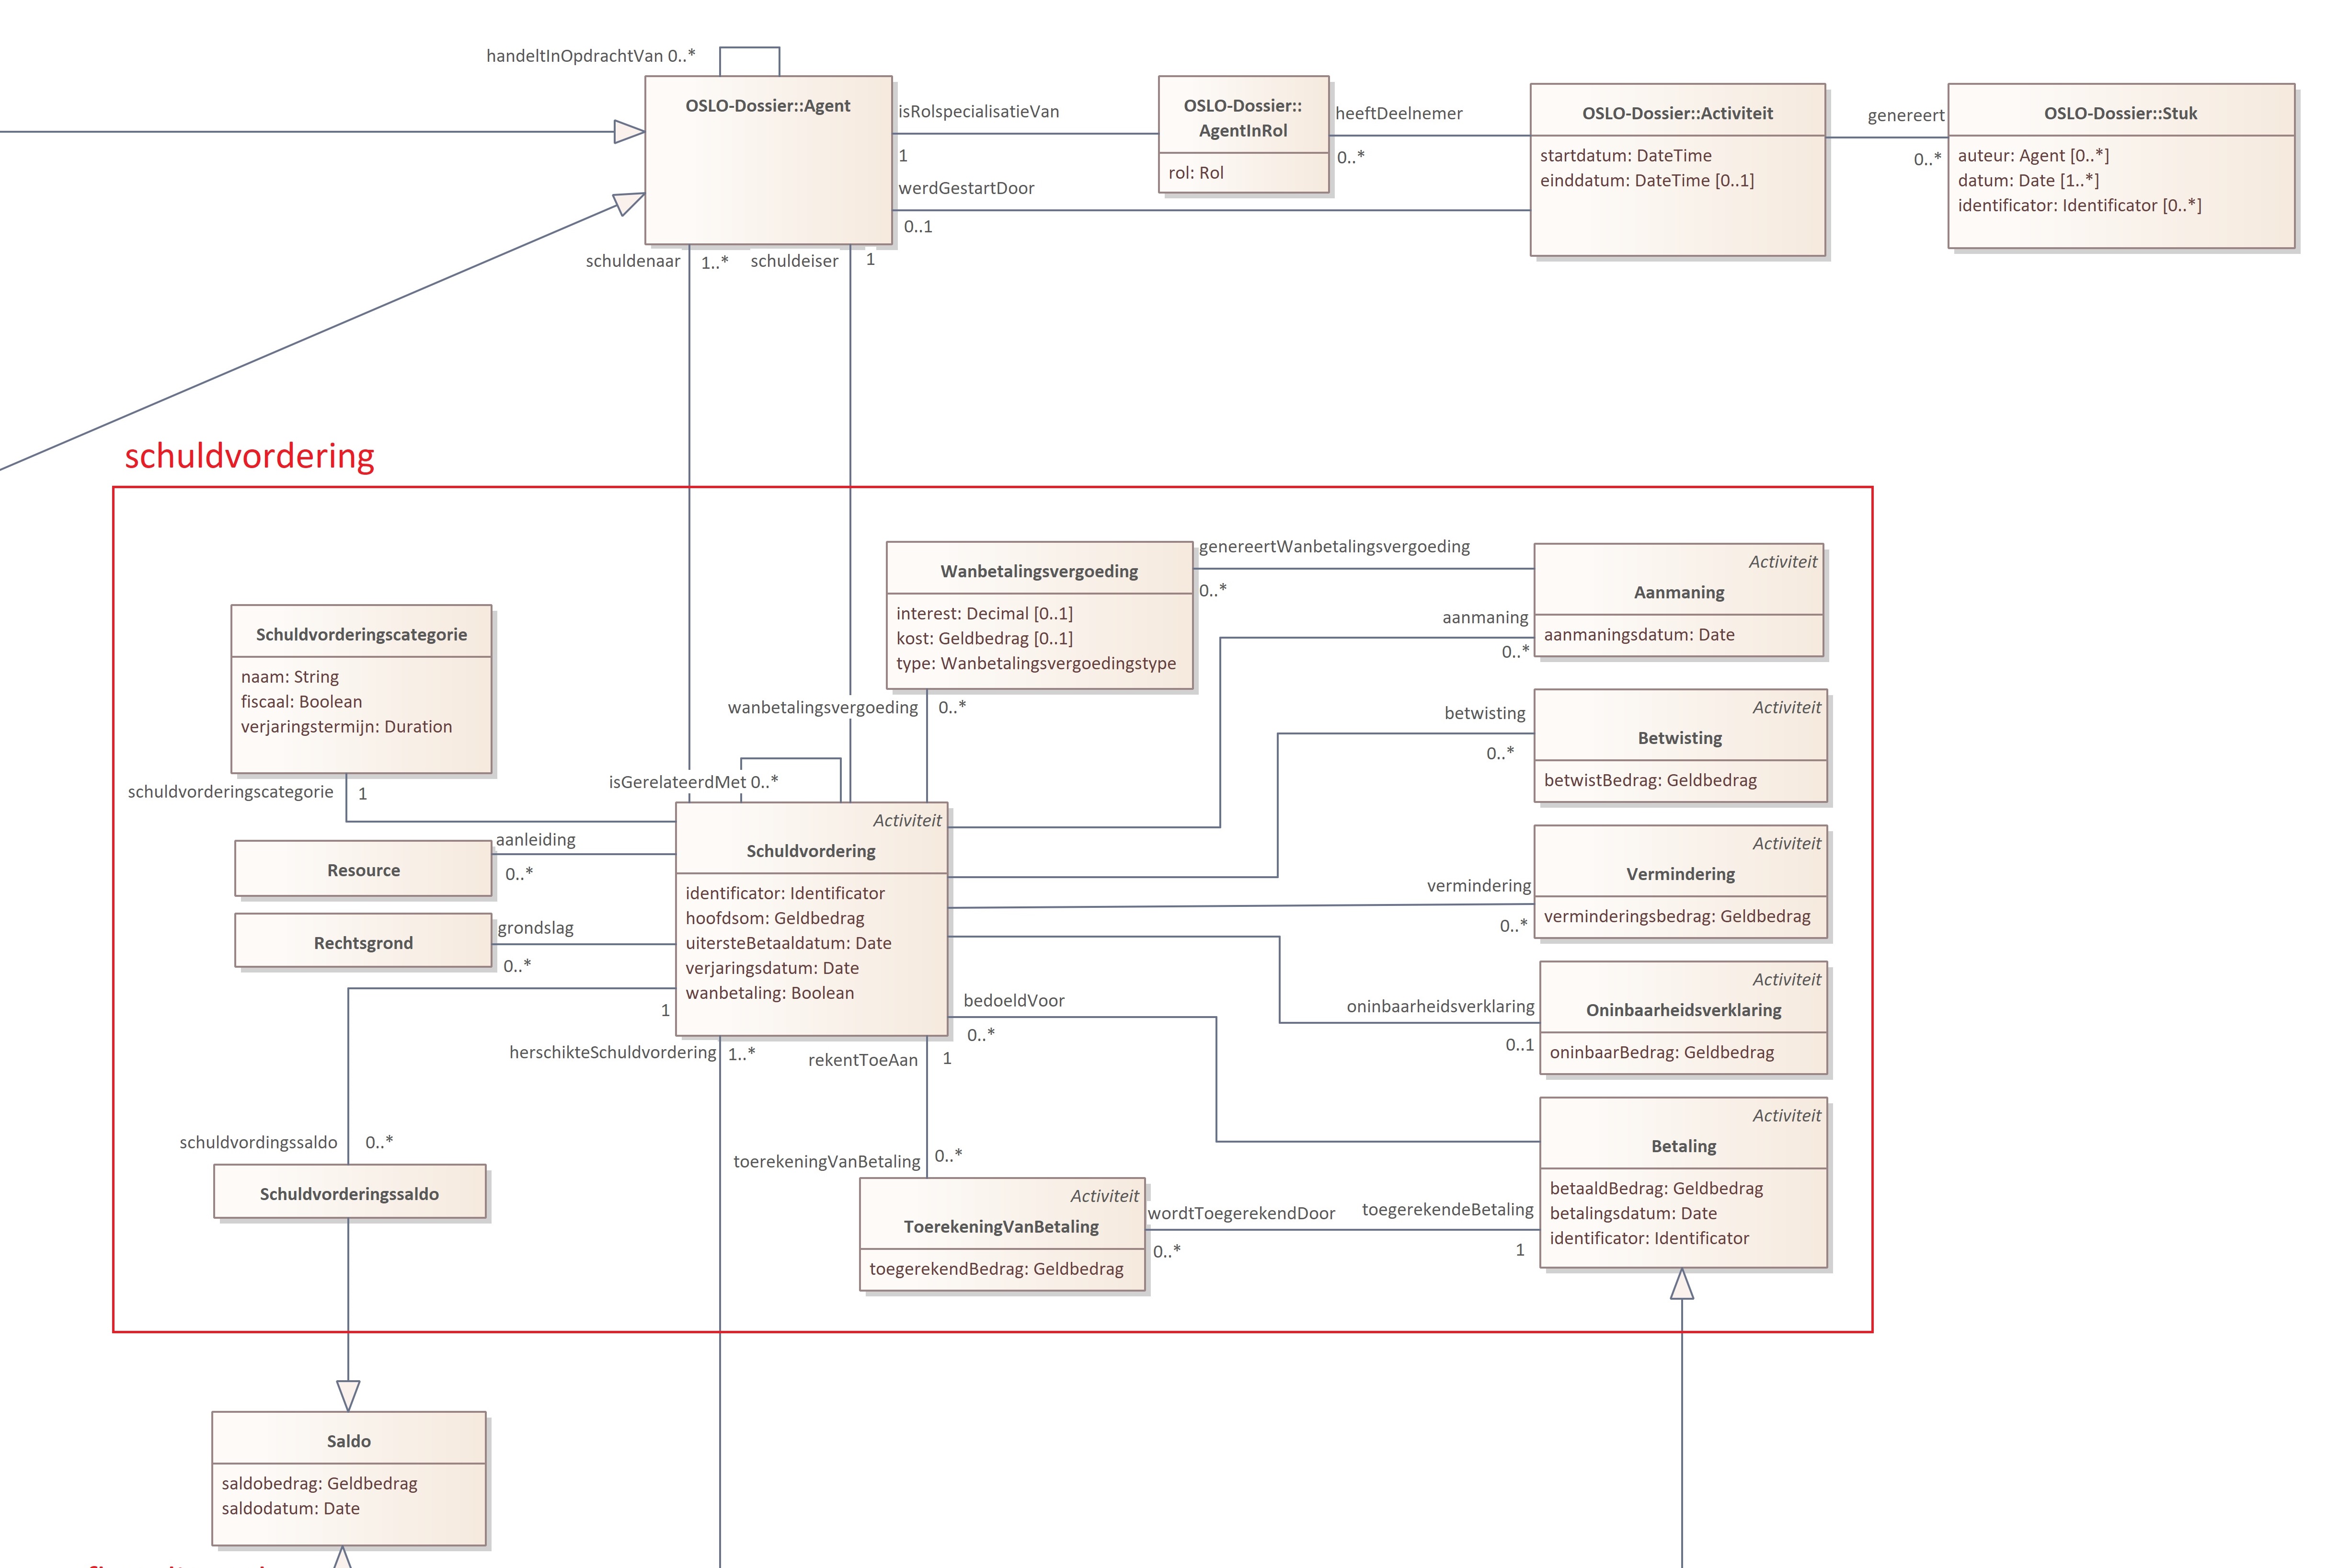 handeltInOpdrachtVan 0..*
OSLO-Dossier::Agent
isRolspecialisatieVan
1
werdGestartDoor
0..1
OSLO-Dossier::
AgentInRol
rol: Rol
heeftDeelnemer
0..*
OSLO-Dossier::Activiteit
startdatum: DateTime
einddatum: DateTime [0..1]
genereert
0..*
OSLO-Dossier::Stuk
auteur: Agent [0..*]
datum: Date [1..*]
identificator: Identificator [0..*]
schuldenaar
1..*
schuldeiser
1
schuldvordering
Wanbetalingsvergoeding
interest: Decimal [0..1]
kost: Geldbedrag [0..1]
type: Wanbetalingsvergoedingstype
genereertWanbetalingsvergoeding
0..*
Activiteit
Aanmaning
aanmaningsdatum: Date
aanmaning
0..*
Schuldvorderingscategorie
naam: String
fiscaal: Boolean
verjaringstermijn: Duration
schuldvorderingscategorie
1
wanbetalingsvergoeding
0..*
isGerelateerdMet 0..*
betwisting
0..*
Activiteit
Betwisting
betwistBedrag: Geldbedrag
Resource
aanleiding
0..*
Rechtsgrond
grondslag
0..*
Activiteit
Schuldvordering
identificator: Identificator
hoofdsom: Geldbedrag
uitersteBetaaldatum: Date
verjaringsdatum: Date
wanbetaling: Boolean
vermindering
0..*
Activiteit
Vermindering
verminderingsbedrag: Geldbedrag
oninbaarheidsverklaring
0..1
Activiteit
Oninbaarheidsverklaring
oninbaarBedrag: Geldbedrag
1
herschikteSchuldvordering
1..*
rekentToeAan
1
bedoeldVoor
0..*
schuldvordingssaldo
0..*
Schuldvorderingssaldo
toerekeningVanBetaling
0..*
Activiteit
ToerekeningVanBetaling
toegerekendBedrag: Geldbedrag
wordtToegerekendDoor
0..*
toegerekendeBetaling
1
Activiteit
Betaling
betaaldBedrag: Geldbedrag
betalingsdatum: Date
identificator: Identificator
Saldo
saldobedrag: Geldbedrag
saldodatum: Date